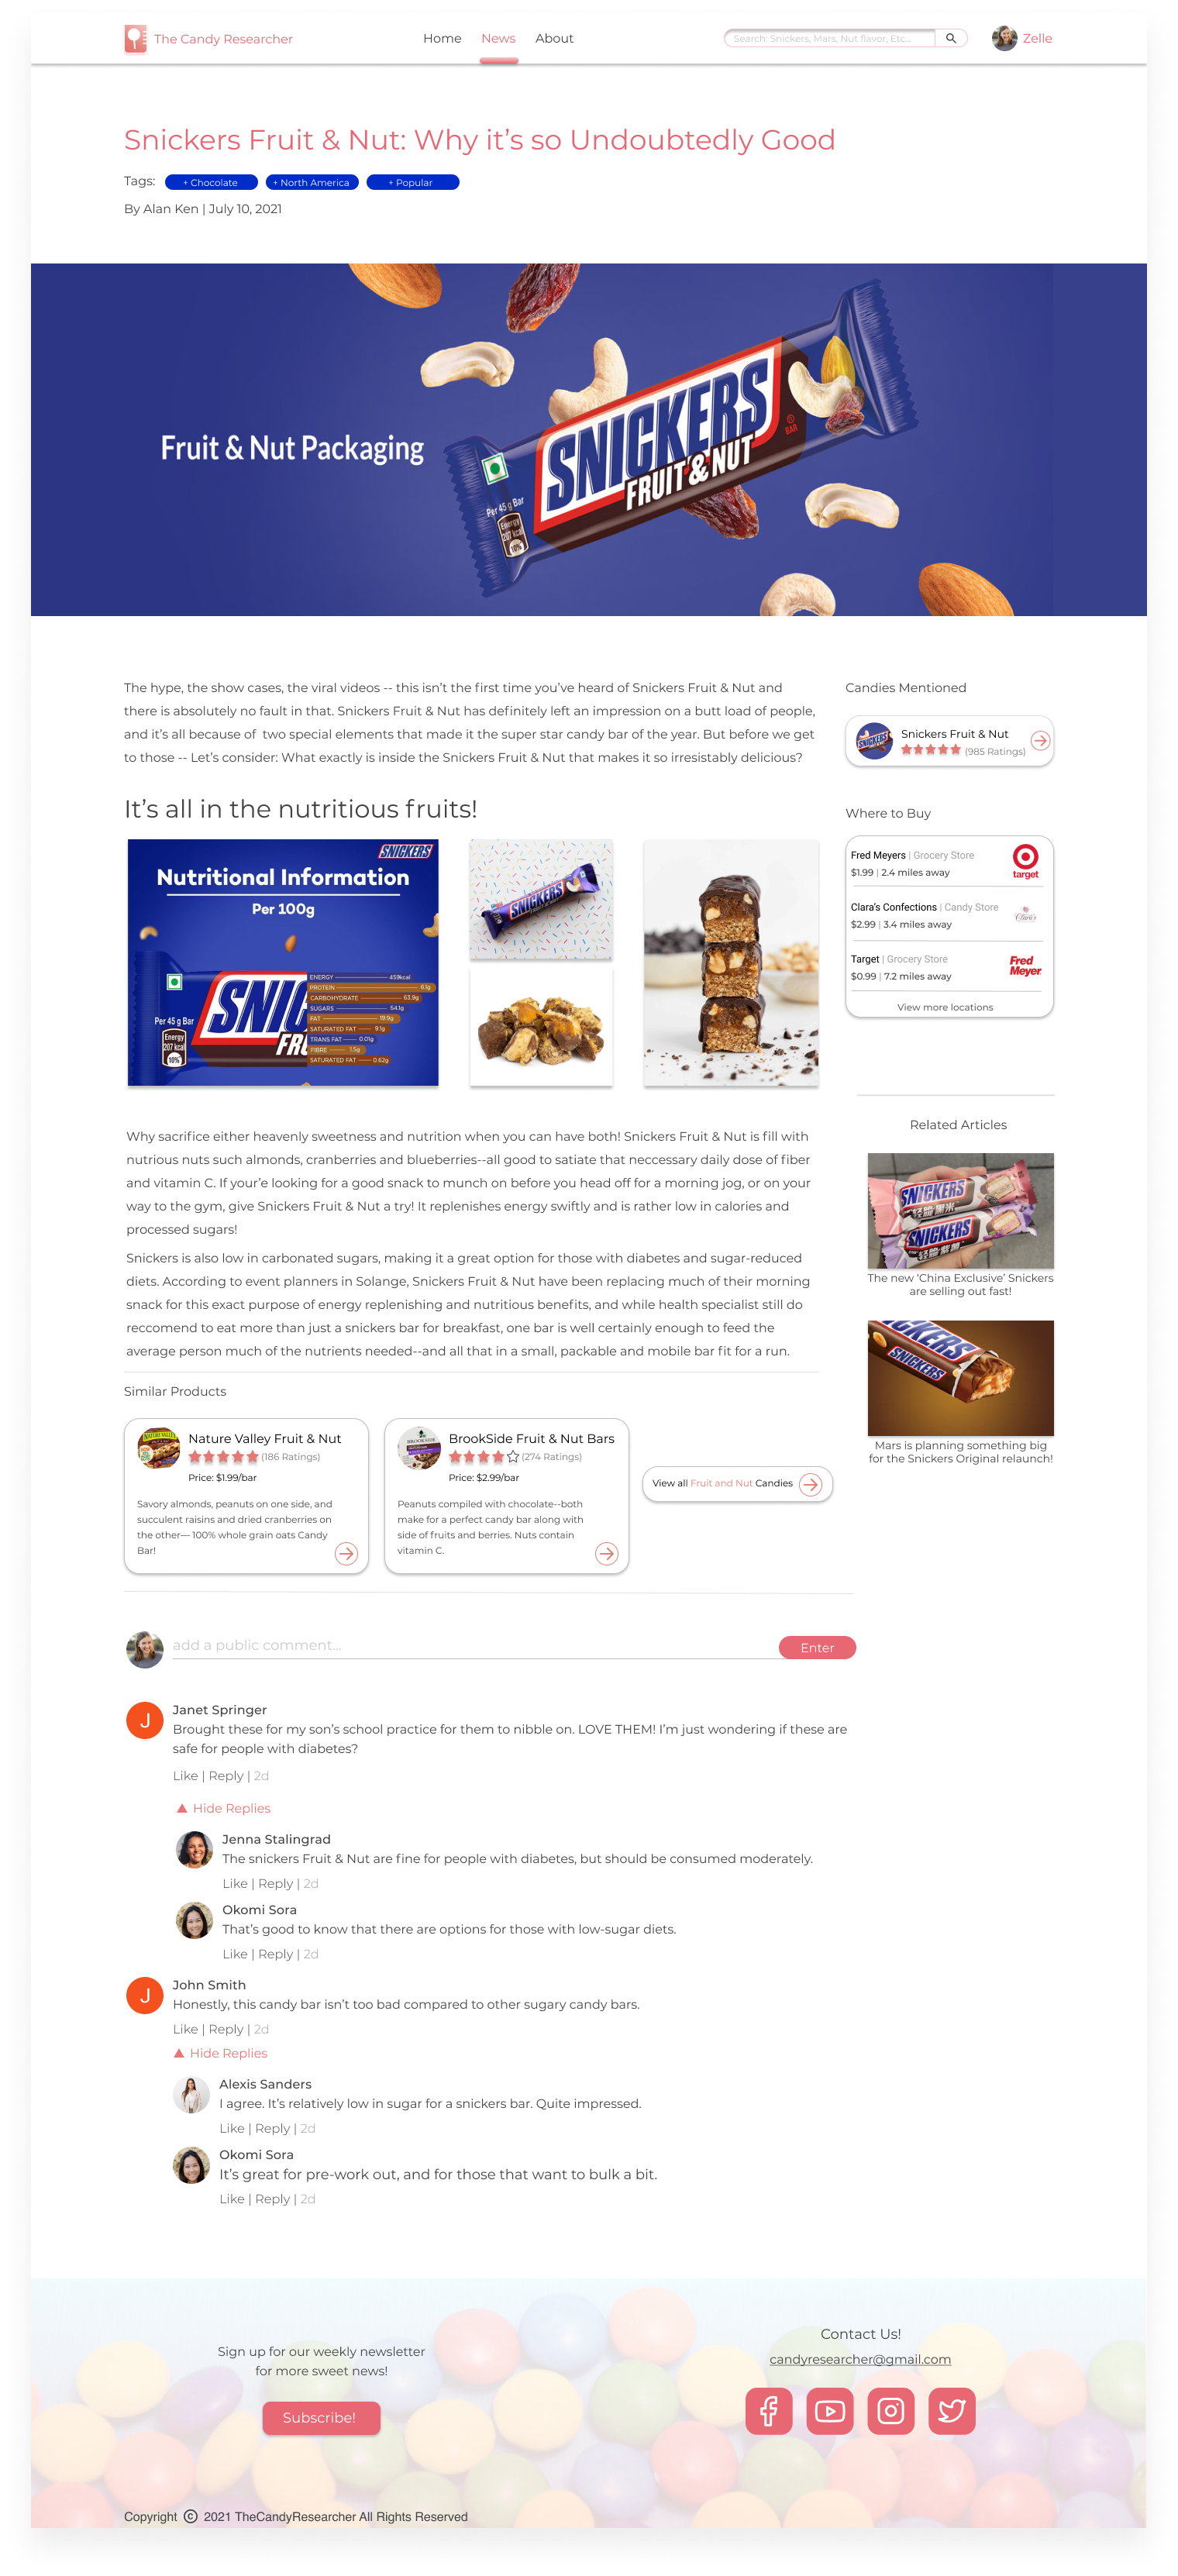 The Candy Researcher
Home News About
Search: Snickers, Mars, Nut flavor, Etc...
Zelle
Snickers Fruit & Nut: Why it's so Undoubtedly Good
Tags: + Chocolate + North America + Popular
By Alan Ken | July 10, 2021
Fruit & Nut Packaging
SNICKERS
FRUIT & NUT
® BAR
Per 45 g Bar
Energy
207 kcal
10%
The hype, the show cases, the viral videos -- this isn't the first time you've heard of Snickers Fruit & Nut and
there is absolutely no fault in that. Snickers Fruit & Nut has definitely left an impression on a butt load of people,
and it's all because of  two special elements that made it the super star candy bar of the year. But before we get
to those -- Let's consider: What exactly is inside the Snickers Fruit & Nut that makes it so irresistably delicious?
Candies Mentioned
Snickers Fruit & Nut
(985 Ratings)
It's all in the nutritious fruits!
SNICKERS
Nutritional Information
Per 100g
Per 45 g Bar
Energy
207 kcal
10%
SNIC
FRU
ENERGY 459kcal
PROTEIN 6.1g
CARBOHYDRATE 63.9g
SUGARS 54.1g
FAT 19.9g
SATURATED FAT 9.1g
TRANS FAT 0.01g
FIBRE 1.5g
SATURATED FAT 0.62g
SNICKERS
Where to Buy
Fred Meyers | Grocery Store
$1.99 | 2.4 miles away
target
Clara's Confections | Candy Store
$2.99 | 3.4 miles away
Clara's
Target | Grocery Store
$0.99 | 7.2 miles away
Fred Meyer
View more locations
Why sacrifice either heavenly sweetness and nutrition when you can have both! Snickers Fruit & Nut is fill with
nutrious nuts such almonds, cranberries and blueberries--all good to satiate that neccessary daily dose of fiber
and vitamin C. If your'e looking for a good snack to munch on before you head off for a morning jog, or on your
way to the gym, give Snickers Fruit & Nut a try! It replenishes energy swiftly and is rather low in calories and
processed sugars!
Snickers is also low in carbonated sugars, making it a great option for those with diabetes and sugar-reduced
diets. According to event planners in Solange, Snickers Fruit & Nut have been replacing much of their morning
snack for this exact purpose of energy replenishing and nutritious benefits, and while health specialist still do
reccomend to eat more than just a snickers bar for breakfast, one bar is well certainly enough to feed the
average person much of the nutrients needed--and all that in a small, packable and mobile bar fit for a run.
Related Articles
SNICKERS
SNICKERS
The new 'China Exclusive' Snickers
are selling out fast!
SNICKERS
Mars is planning something big
for the Snickers Original relaunch!
Similar Products
Nature Valley Fruit & Nut
(186 Ratings)
Price: $1.99/bar
Savory almonds, peanuts on one side, and
succulent raisins and dried cranberries on
the other— 100% whole grain oats Candy
Bar!
BrookSide Fruit & Nut Bars
(274 Ratings)
Price: $2.99/bar
Peanuts compiled with chocolate--both
make for a perfect candy bar along with
side of fruits and berries. Nuts contain
vitamin C.
View all Fruit and Nut Candies
add a public comment...
Enter
J
Janet Springer
Brought these for my son's school practice for them to nibble on. LOVE THEM! I'm just wondering if these are
safe for people with diabetes?
Like | Reply | 2d
Hide Replies
Jenna Stalingrad
The snickers Fruit & Nut are fine for people with diabetes, but should be consumed moderately.
Like | Reply | 2d
Okomi Sora
That's good to know that there are options for those with low-sugar diets.
Like | Reply | 2d
J
John Smith
Honestly, this candy bar isn't too bad compared to other sugary candy bars.
Like | Reply | 2d
Hide Replies
Alexis Sanders
I agree. It's relatively low in sugar for a snickers bar. Quite impressed.
Like | Reply | 2d
Okomi Sora
It's great for pre-work out, and for those that want to bulk a bit.
Like | Reply | 2d
Sign up for our weekly newsletter
for more sweet news!
Subscribe!
Contact Us!
candyresearcher@gmail.com
Copyright © 2021 TheCandyResearcher All Rights Reserved